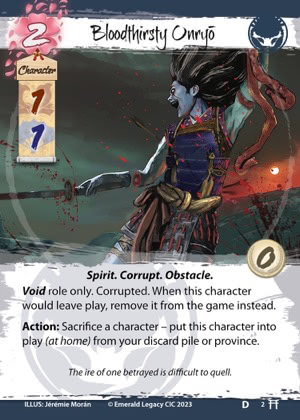 2
Bloodthirsty Onryō
Character
1
1
0
Spirit. Corrupt. Obstacle.
Void role only. Corrupted. When this character
would leave play, remove it from the game instead.
Action: Sacrifice a character – put this character into
play (at home) from your discard pile or province.
The ire of one betrayed is difficult to quell.
ILLUS: Jérémie Morán © Emerald Legacy CIC 2023 D 2